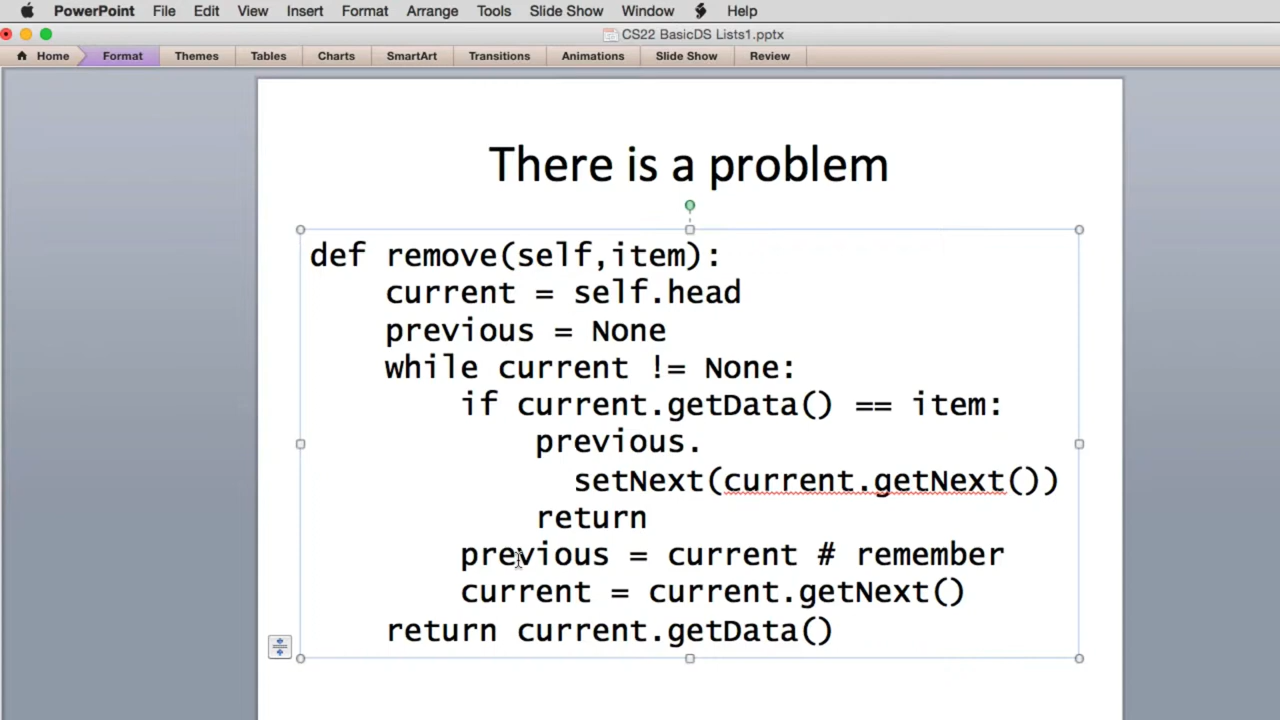 PowerPoint File Edit View Insert Format Arrange Tools Slide Show Window Help
CS22 BasicDS Lists1.pptx
Home Format Themes Tables Charts SmartArt Transitions Animations Slide Show Review
There is a problem
def remove(self,item):
current = self.head
previous = None
while current != None:
if current.getData() == item:
previous.
setNext(current.getNext())
return
previous = current # remember
current = current.getNext()
return current.getData()